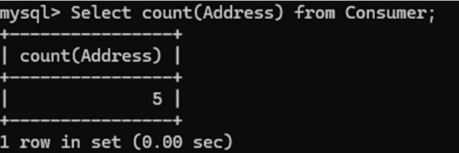 mysql> Select count(Address) from Consumer;
+----------------+
| count(Address) |
+----------------+
|              5 |
+----------------+
1 row in set (0.00 sec)